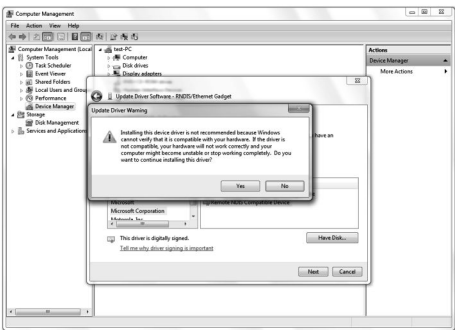 Computer Management
File Action View Help
Computer Management (Local
System Tools
Task Scheduler
Event Viewer
Shared Folders
Local Users and Group
Performance
Device Manager
Storage
Disk Management
Services and Applications
test-PC
Computer
Disk drives
Display adapters
Actions
Device Manager
More Actions
Update Driver Software - RNDIS/Ethernet Gadget
have an
Update Driver Warning
Installing this device driver is not recommended because Windows
cannot verify that it is compatible with your hardware. If the driver is
not compatible, your hardware will not work correctly and your
computer might become unstable or stop working completely. Do you
want to continue installing this driver?
Yes No
Microsoft
Microsoft Corporation
Remote NDIS Compatible Device
This driver is digitally signed.
Tell me why driver signing is important
Have Disk...
Next Cancel